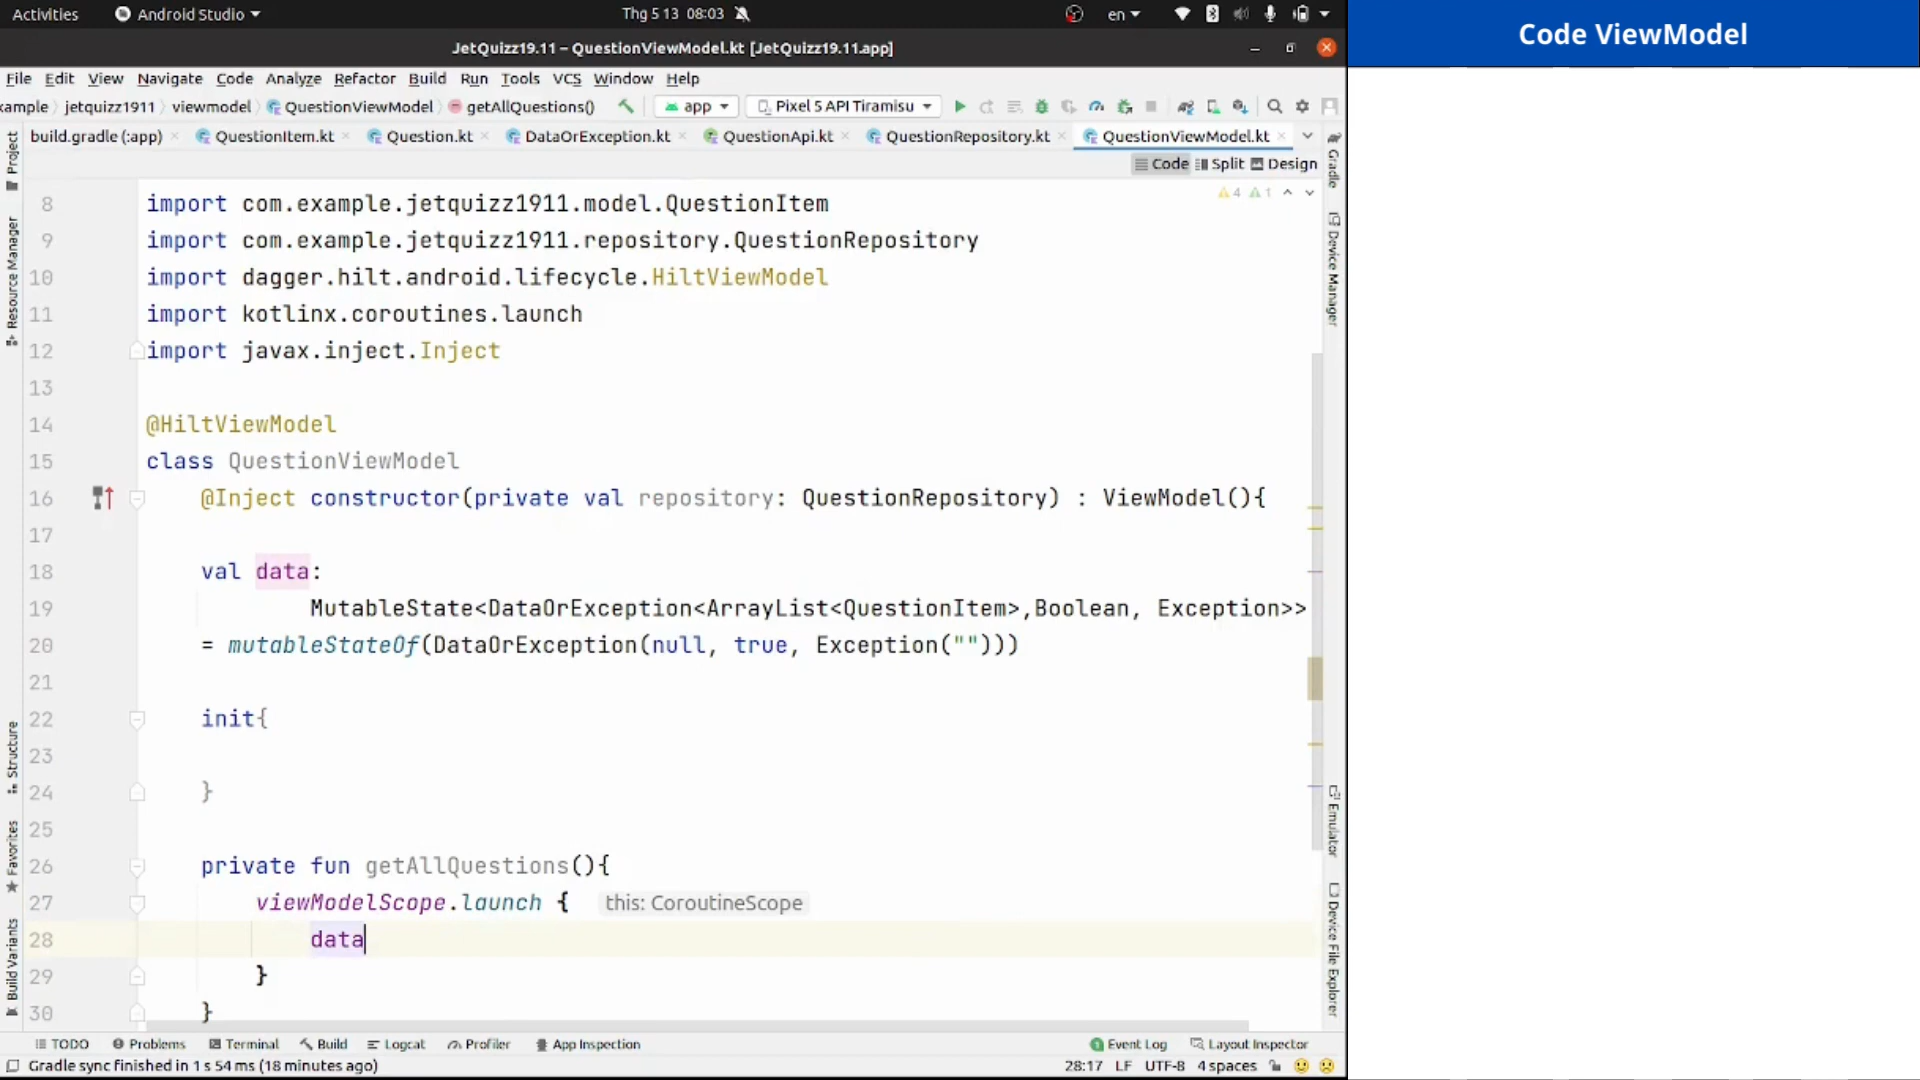 Activities Android Studio Thg 5 13 08:03 en
JetQuizz19.11 – QuestionViewModel.kt [JetQuizz19.11.app]
File Edit View Navigate Code Analyze Refactor Build Run Tools VCS Window Help
xample jetquizz1911 viewmodel QuestionViewModel getAllQuestions() app Pixel 5 API Tiramisu
build.gradle (:app) QuestionItem.kt Question.kt DataOrException.kt QuestionApi.kt QuestionRepository.kt QuestionViewModel.kt
Code Split Design
4 1
8 import com.example.jetquizz1911.model.QuestionItem
9 import com.example.jetquizz1911.repository.QuestionRepository
10 import dagger.hilt.android.lifecycle.HiltViewModel
11 import kotlinx.coroutines.launch
12 import javax.inject.Inject
13
14 @HiltViewModel
15 class QuestionViewModel
16 @Inject constructor(private val repository: QuestionRepository) : ViewModel(){
17
18 val data:
19 MutableState<DataOrException<ArrayList<QuestionItem>,Boolean, Exception>>
20 = mutableStateOf(DataOrException(null, true, Exception("")))
21
22 init{
23
24 }
25
26 private fun getAllQuestions(){
27 viewModelScope.launch { this: CoroutineScope
28 data
29 }
30 }
Project
Resource Manager
Structure
Favorites
Build Variants
Gradle
Device Manager
Emulator
Device File Explorer
TODO Problems Terminal Build Logcat Profiler App Inspection 1 Event Log Layout Inspector
Gradle sync finished in 1 s 54 ms (18 minutes ago) 28:17 LF UTF-8 4 spaces
Code ViewModel